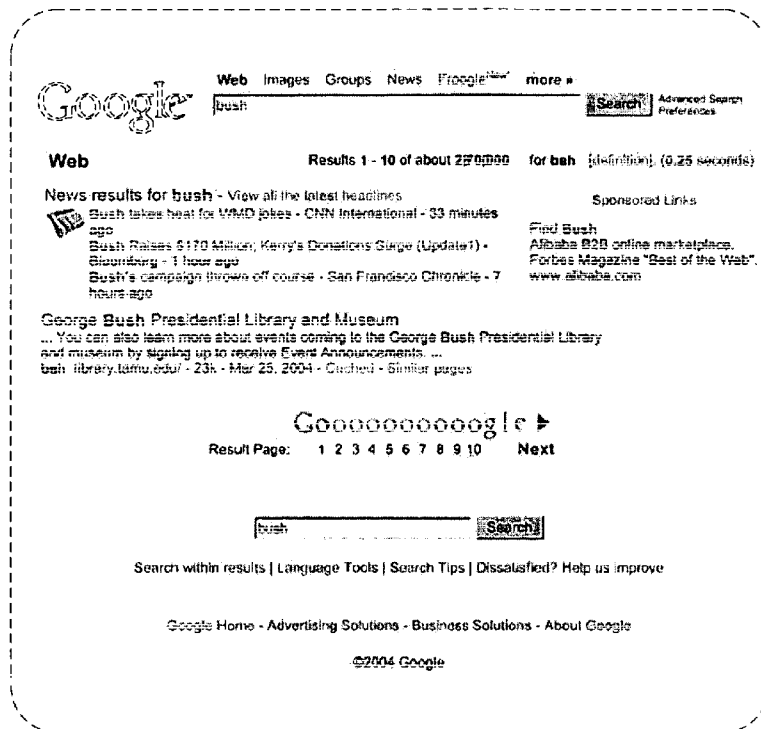 Web Images Groups News Froogle New! more »
Google
bush Search Advanced Search
Preferences
Web Results 1 - 10 of about for bsh [definition]. (0.25 seconds)
News results for bush - View all the latest headlines
Bush takes heat for WMD jokes - CNN International - 33 minutes
ago
Bush Raises $170 Million; Kerry's Donations Surge (Update1) -
Bloomberg - 1 hour ago
Bush's campaign thrown off course - San Francisco Chronicle - 7
hours ago
Sponsored Links
Find Bush
Alibaba B2B online marketplace.
Forbes Magazine "Best of the Web".
www.alibaba.com
George Bush Presidential Library and Museum
... You can also learn more about events coming to the George Bush Presidential Library
and museum by signing up to receive Event Announcements. ...
bsh library.tamu.edu/ - 23k - Mar 25, 2004 - Cached - Similar pages
Goooooooooogle
Result Page: 1 2 3 4 5 6 7 8 9 10 Next
bush Search
Search within results | Language Tools | Search Tips | Dissatisfied? Help us improve
Google Home - Advertising Solutions - Business Solutions - About Google
©2004 Google